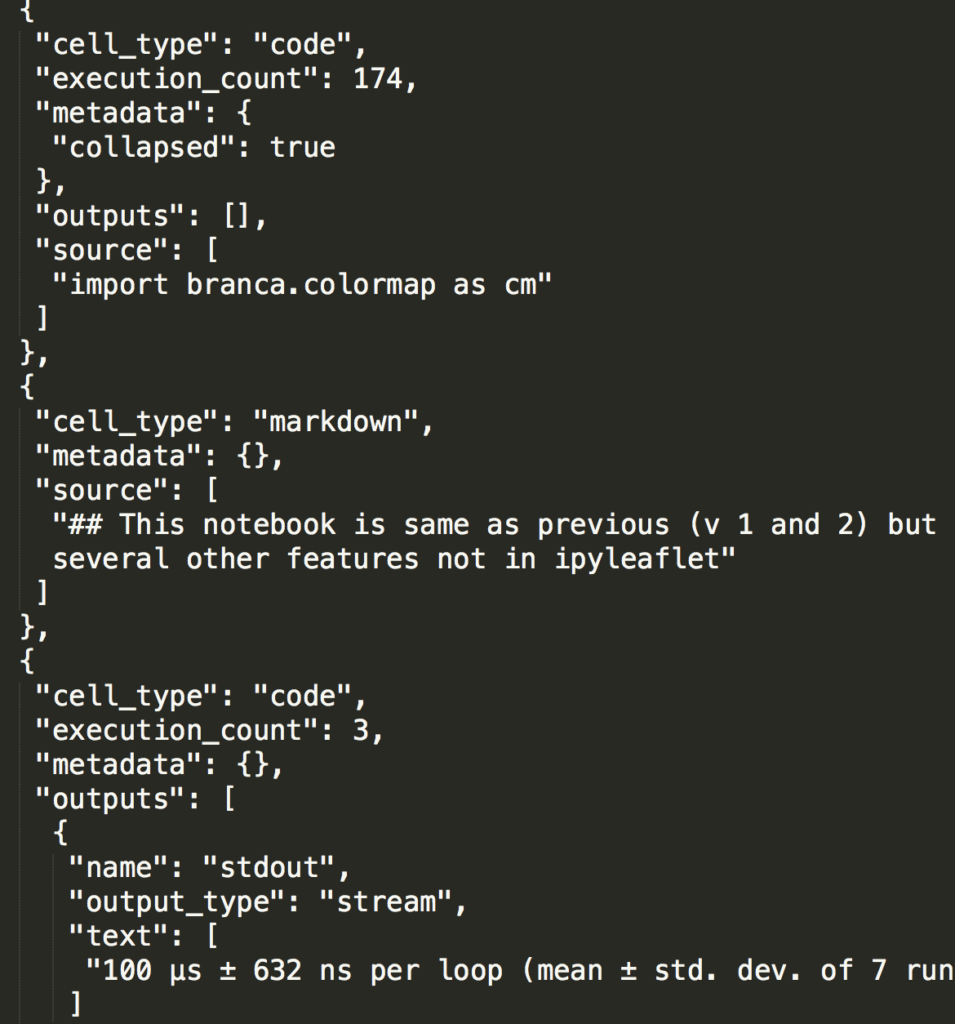 {
"cell_type": "code",
"execution_count": 174,
"metadata": {
"collapsed": true
},
"outputs": [],
"source": [
"import branca.colormap as cm"
]
},
{
"cell_type": "markdown",
"metadata": {},
"source": [
"## This notebook is same as previous (v 1 and 2) but
several other features not in ipyleaflet"
]
},
{
"cell_type": "code",
"execution_count": 3,
"metadata": {},
"outputs": [
{
"name": "stdout",
"output_type": "stream",
"text": [
"100 µs ± 632 ns per loop (mean ± std. dev. of 7 run
]